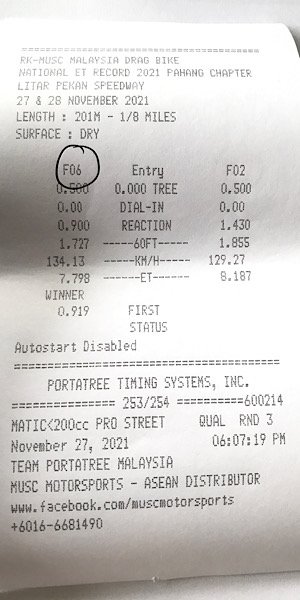 =========================================
RK-MUSC MALAYSIA DRAG BIKE
NATIONAL ET RECORD 2021 PAHANG CHAPTER
LITAR PEKAN SPEEDWAY
27 & 28 NOVEMBER 2021
LENGTH : 201M - 1/8 MILES
SURFACE : DRY
F06 Entry F02
0.500 0.000 TREE 0.500
0.00 DIAL-IN 0.00
0.900 REACTION 1.430
1.727 -----60FT----- 1.855
134.13 -----KM/H----- 129.27
7.798 ------ET------ 8.187
WINNER
0.919 FIRST
STATUS
Autostart Disabled
=========================================
PORTATREE TIMING SYSTEMS, INC.
=============== 253/254 ==========600214
MATIC<200cc PRO STREET QUAL RND 3
November 27, 2021 06:07:19 PM
TEAM PORTATREE MALAYSIA
MUSC MOTORSPORTS - ASEAN DISTRIBUTOR
www.facebook.com/muscmotorsports
+6016-6681490